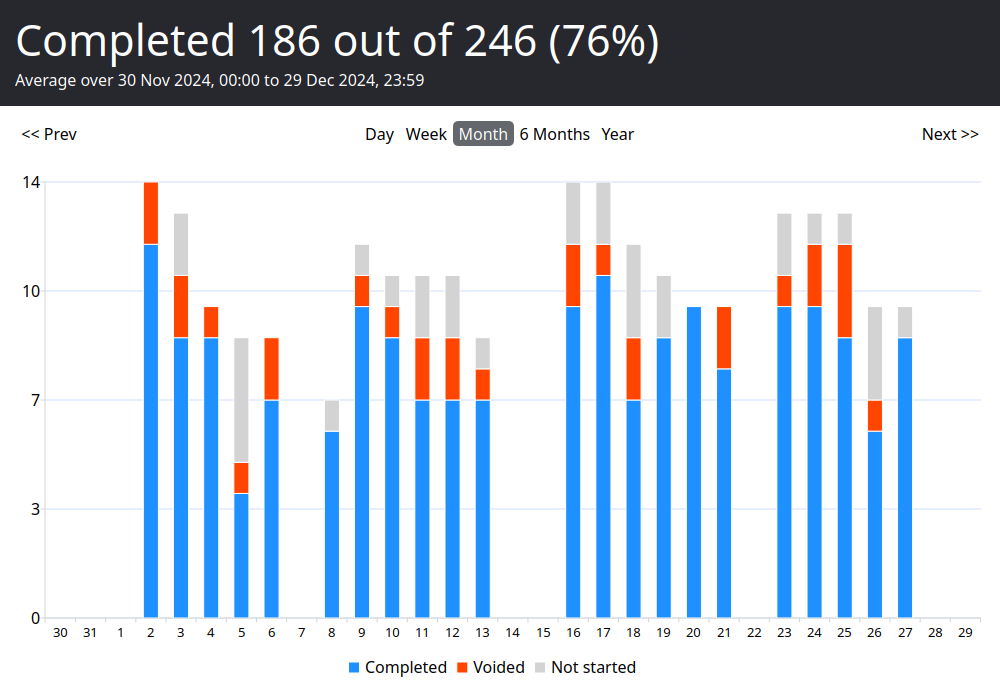 Completed 186 out of 246 (76%)
Average over 30 Nov 2024, 00:00 to 29 Dec 2024, 23:59
<< Prev Day Week Month 6 Months Year Next >>
14
10
7
3
0
30 31 1 2 3 4 5 6 7 8 9 10 11 12 13 14 15 16 17 18 19 20 21 22 23 24 25 26 27 28 29
Completed Voided Not started